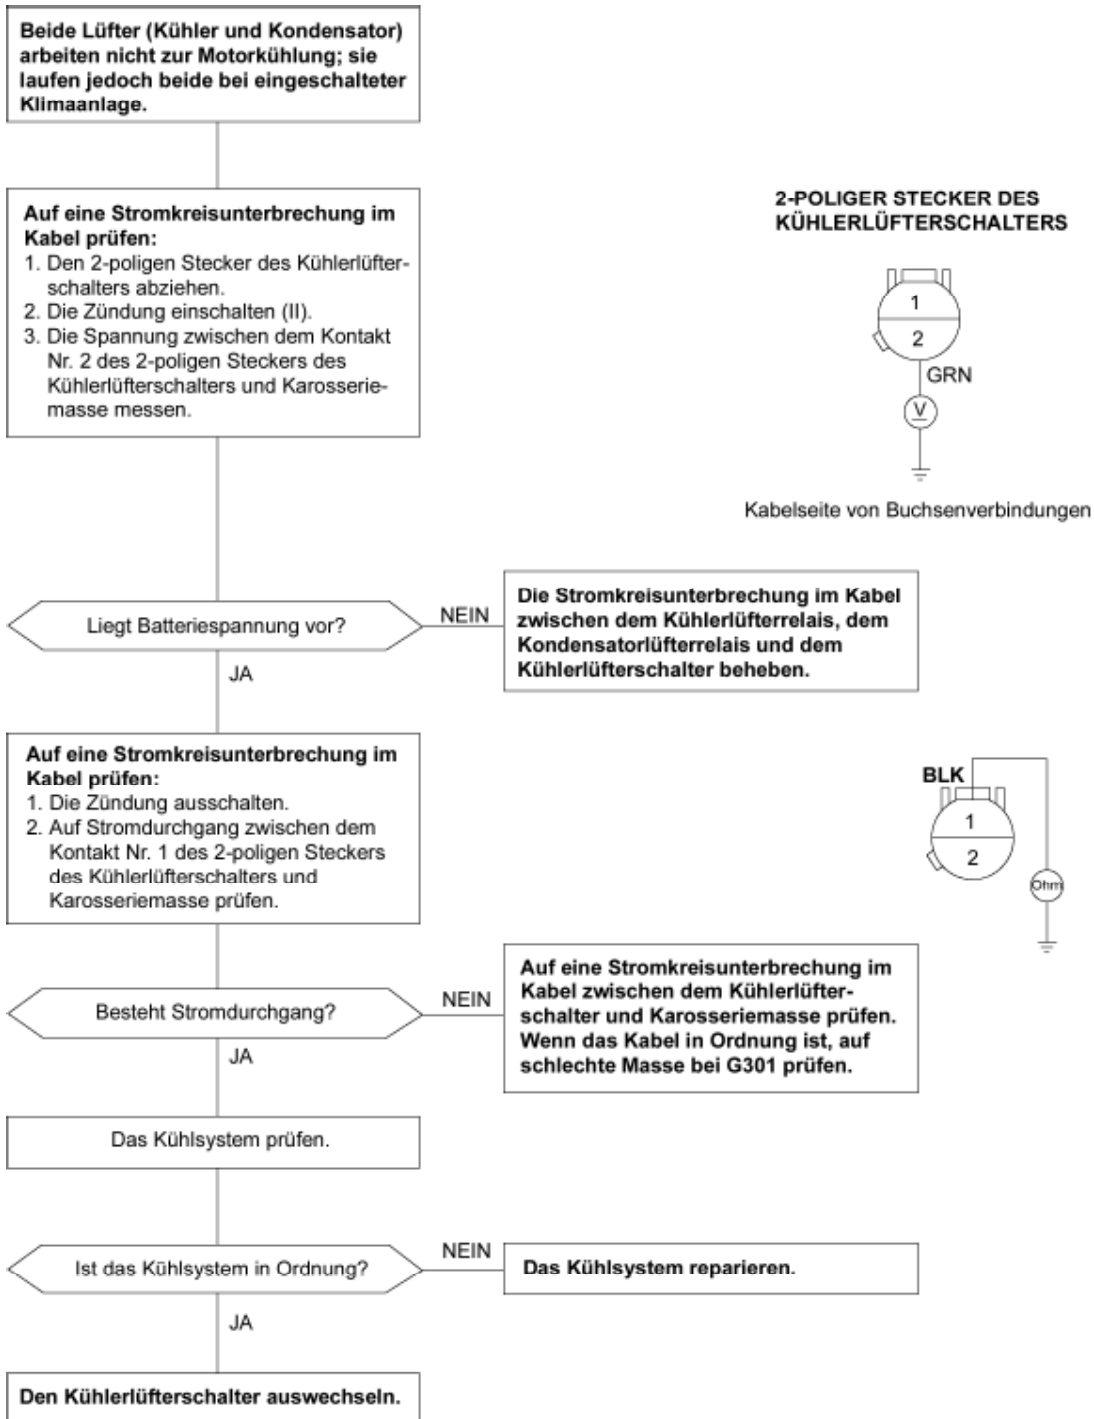 Beide Lüfter (Kühler und Kondensator)
arbeiten nicht zur Motorkühlung; sie
laufen jedoch beide bei eingeschalteter
Klimaanlage.
Auf eine Stromkreisunterbrechung im
Kabel prüfen:
1. Den 2-poligen Stecker des Kühlerlüfter-
schalters abziehen.
2. Die Zündung einschalten (II).
3. Die Spannung zwischen dem Kontakt
Nr. 2 des 2-poligen Steckers des
Kühlerlüfterschalters und Karosserie-
masse messen.
2-POLIGER STECKER DES
KÜHLERLÜFTERSCHALTERS
1
2
GRN
V
Kabelseite von Buchsenverbindungen
Liegt Batteriespannung vor?
NEIN
Die Stromkreisunterbrechung im Kabel
zwischen dem Kühlerlüfterrelais, dem
Kondensatorlüfterrelais und dem
Kühlerlüfterschalter beheben.
JA
Auf eine Stromkreisunterbrechung im
Kabel prüfen:
1. Die Zündung ausschalten.
2. Auf Stromdurchgang zwischen dem
Kontakt Nr. 1 des 2-poligen Steckers
des Kühlerlüfterschalters und
Karosseriemasse prüfen.
BLK
1
2
Ohm
Besteht Stromdurchgang?
NEIN
Auf eine Stromkreisunterbrechung im
Kabel zwischen dem Kühlerlüfter-
schalter und Karosseriemasse prüfen.
Wenn das Kabel in Ordnung ist, auf
schlechte Masse bei G301 prüfen.
JA
Das Kühlsystem prüfen.
Ist das Kühlsystem in Ordnung?
NEIN
Das Kühlsystem reparieren.
JA
Den Kühlerlüfterschalter auswechseln.